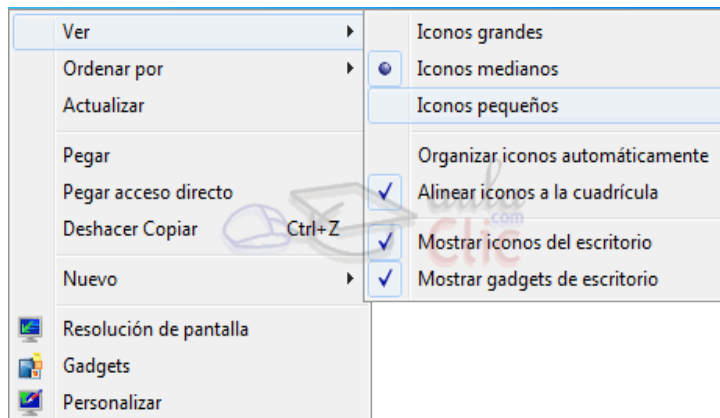 Ver
Ordenar por
Actualizar
Pegar
Pegar acceso directo
Deshacer Copiar Ctrl+Z
Nuevo
Resolución de pantalla
Gadgets
Personalizar
Iconos grandes
Iconos medianos
Iconos pequeños
Organizar iconos automáticamente
Alinear iconos a la cuadrícula
Mostrar iconos del escritorio
Mostrar gadgets de escritorio
aula
.com
Clic